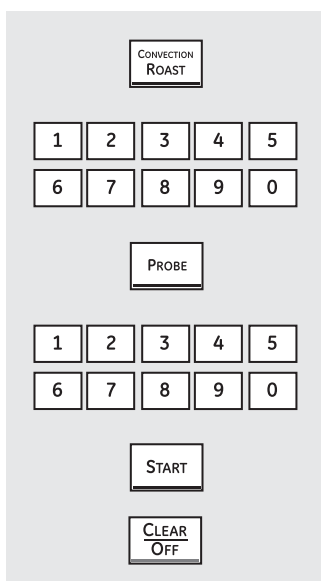 CONVECTION
ROAST
1 2 3 4 5
6 7 8 9 0
PROBE
1 2 3 4 5
6 7 8 9 0
START
CLEAR
OFF